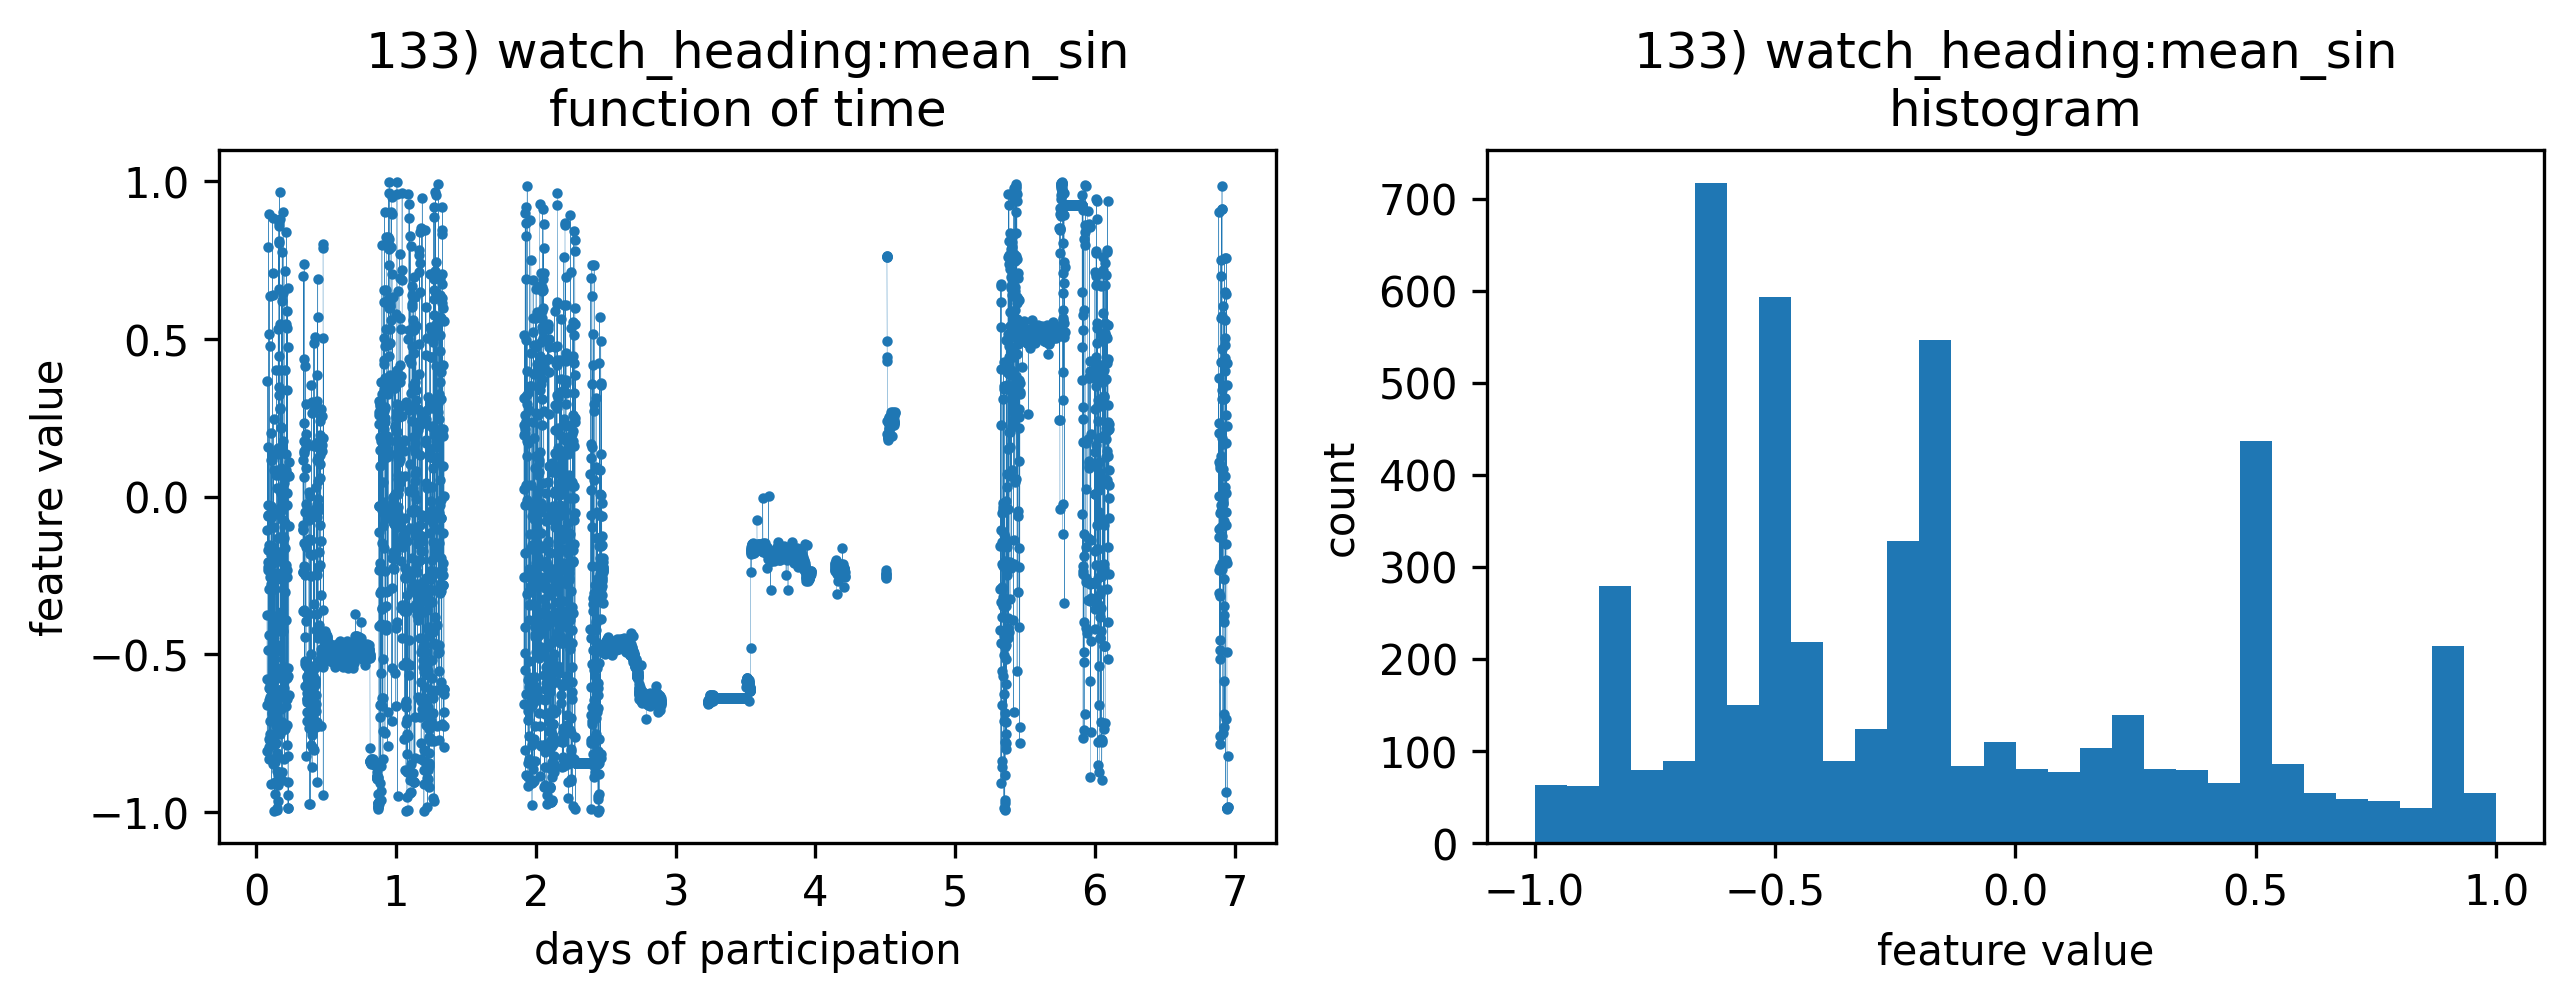 133) watch_heading:mean_sin
function of time
1.0
0.5
0.0
−0.5
−1.0
feature value
0 1 2 3 4 5 6 7
days of participation
133) watch_heading:mean_sin
histogram
700
600
500
400
300
200
100
0
count
−1.0 −0.5 0.0 0.5 1.0
feature value